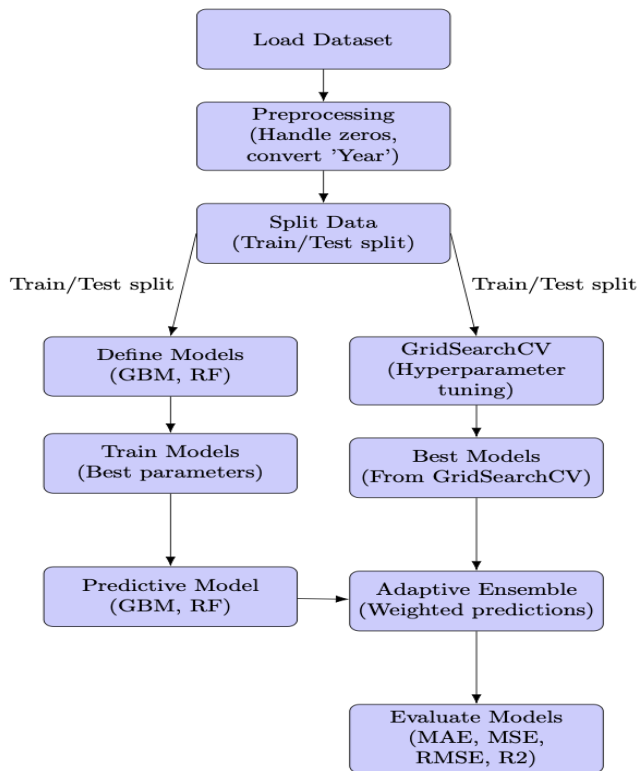 Load Dataset
Preprocessing
(Handle zeros,
convert 'Year')
Split Data
(Train/Test split)
Train/Test split
Train/Test split
Define Models
(GBM, RF)
GridSearchCV
(Hyperparameter
tuning)
Train Models
(Best parameters)
Best Models
(From GridSearchCV)
Predictive Model
(GBM, RF)
Adaptive Ensemble
(Weighted predictions)
Evaluate Models
(MAE, MSE,
RMSE, R2)